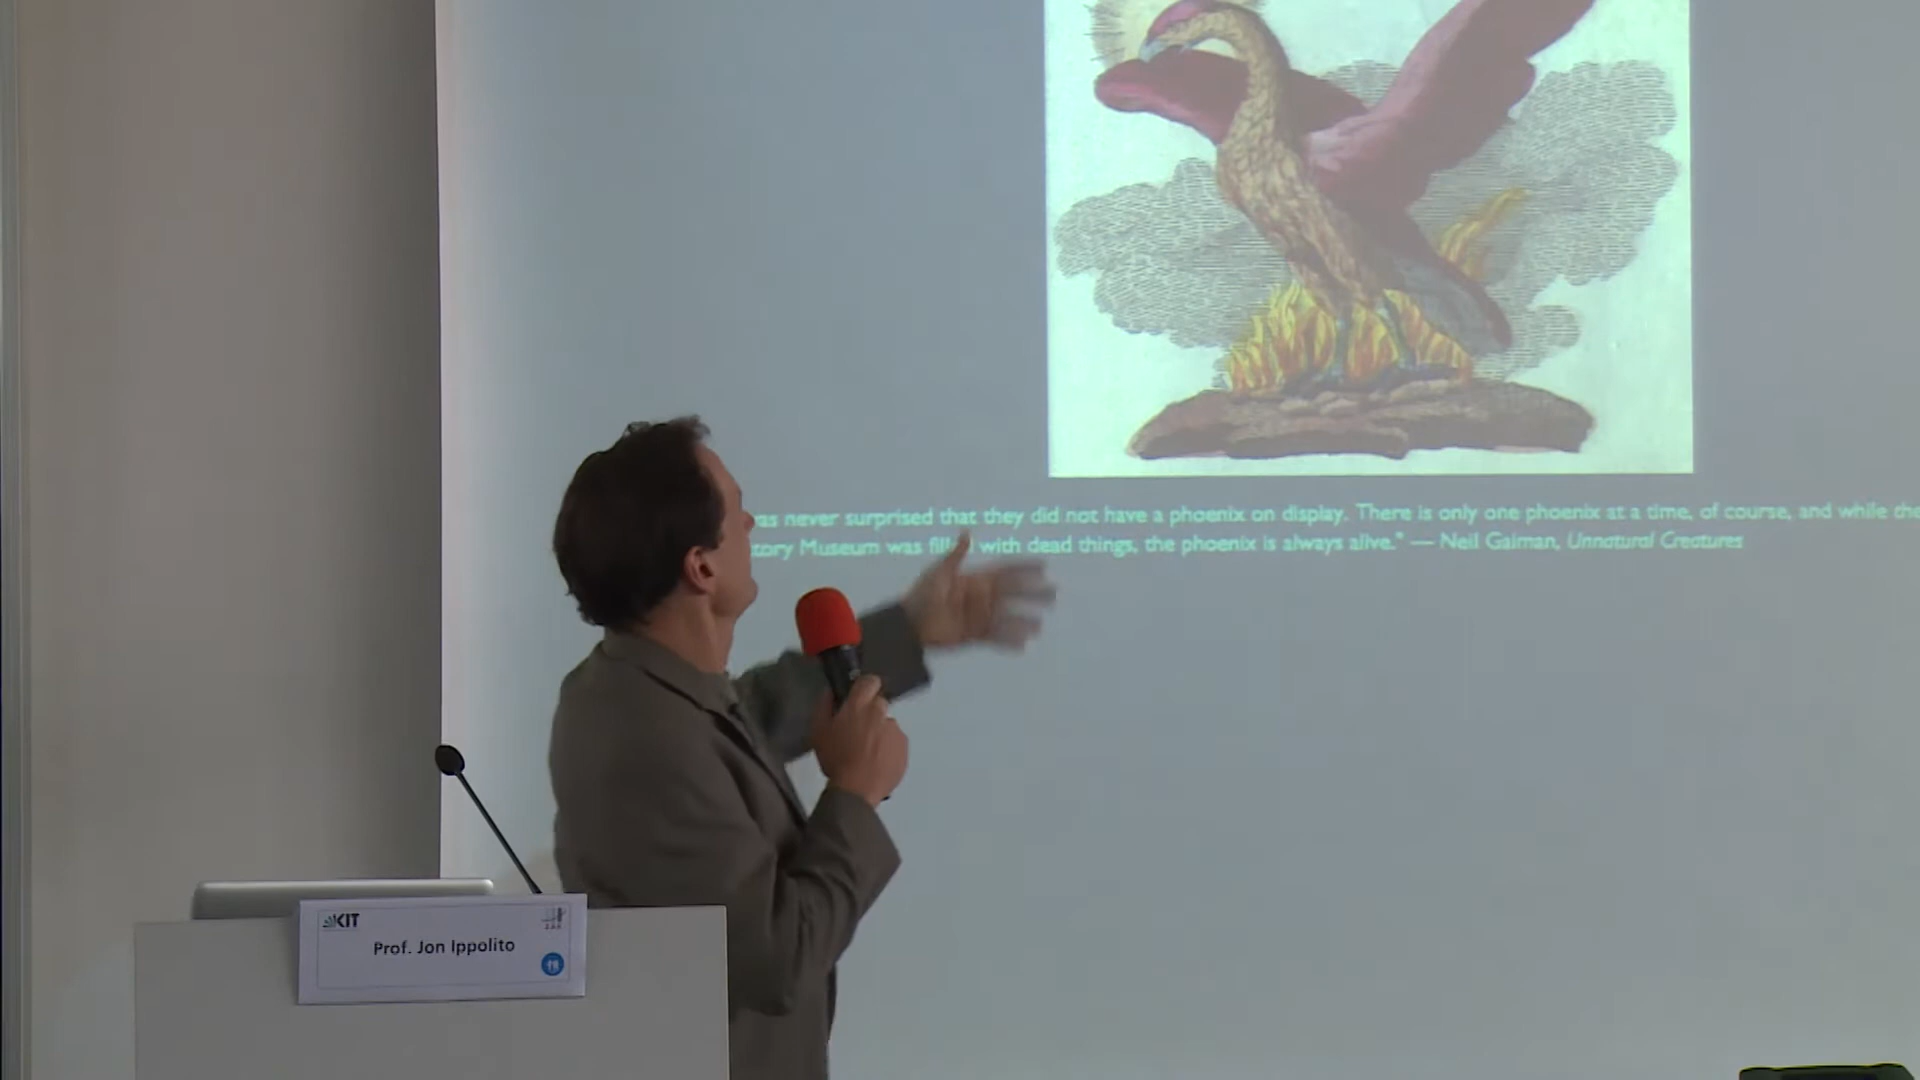 was never surprised that they did not have a phoenix on display. There is only one phoenix at a time, of course, and while the
Museum was filled with dead things, the phoenix is always alive." — Neil Gaiman, Unnatural Creatures
KIT
Prof. Jon Ippolito